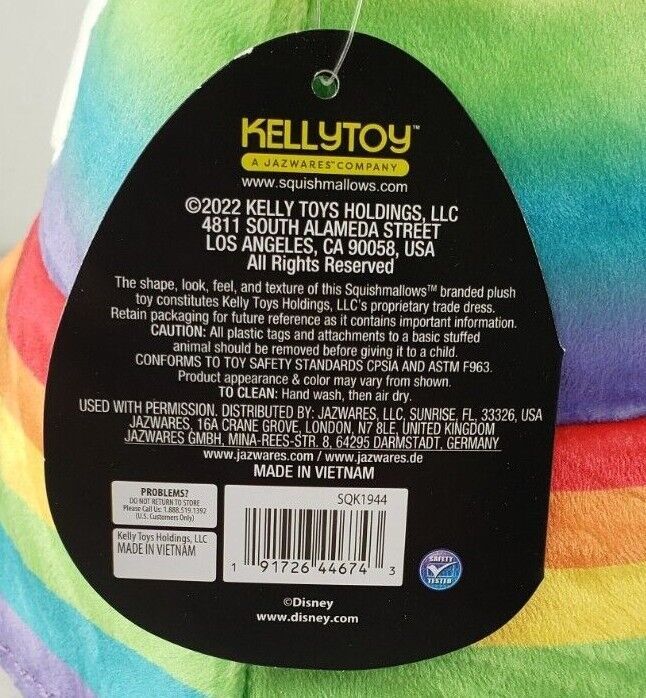 KELLYTOY™
A JAZWARES™ COMPANY
www.squishmallows.com
©2022 KELLY TOYS HOLDINGS, LLC
4811 SOUTH ALAMEDA STREET
LOS ANGELES, CA 90058, USA
All Rights Reserved
The shape, look, feel, and texture of this Squishmallows™ branded plush
toy constitutes Kelly Toys Holdings, LLC's proprietary trade dress.
Retain packaging for future reference as it contains important information.
CAUTION: All plastic tags and attachments to a basic stuffed
animal should be removed before giving it to a child.
CONFORMS TO TOY SAFETY STANDARDS CPSIA AND ASTM F963.
Product appearance & color may vary from shown.
TO CLEAN: Hand wash, then air dry.
USED WITH PERMISSION. DISTRIBUTED BY: JAZWARES, LLC, SUNRISE, FL, 33326, USA
JAZWARES, 16A CRANE GROVE, LONDON, N7 8LE, UNITED KINGDOM
JAZWARES GMBH, MINA-REES-STR. 8, 64295 DARMSTADT, GERMANY
www.jazwares.com / www.jazwares.de
MADE IN VIETNAM
PROBLEMS?
DO NOT RETURN TO STORE
Please Call Us: 1.888.519.1392
(U.S. Customers Only)
Kelly Toys Holdings, LLC
MADE IN VIETNAM
SQK1944
1 91726 44674 3
SAFETY
TESTED
©Disney
www.disney.com